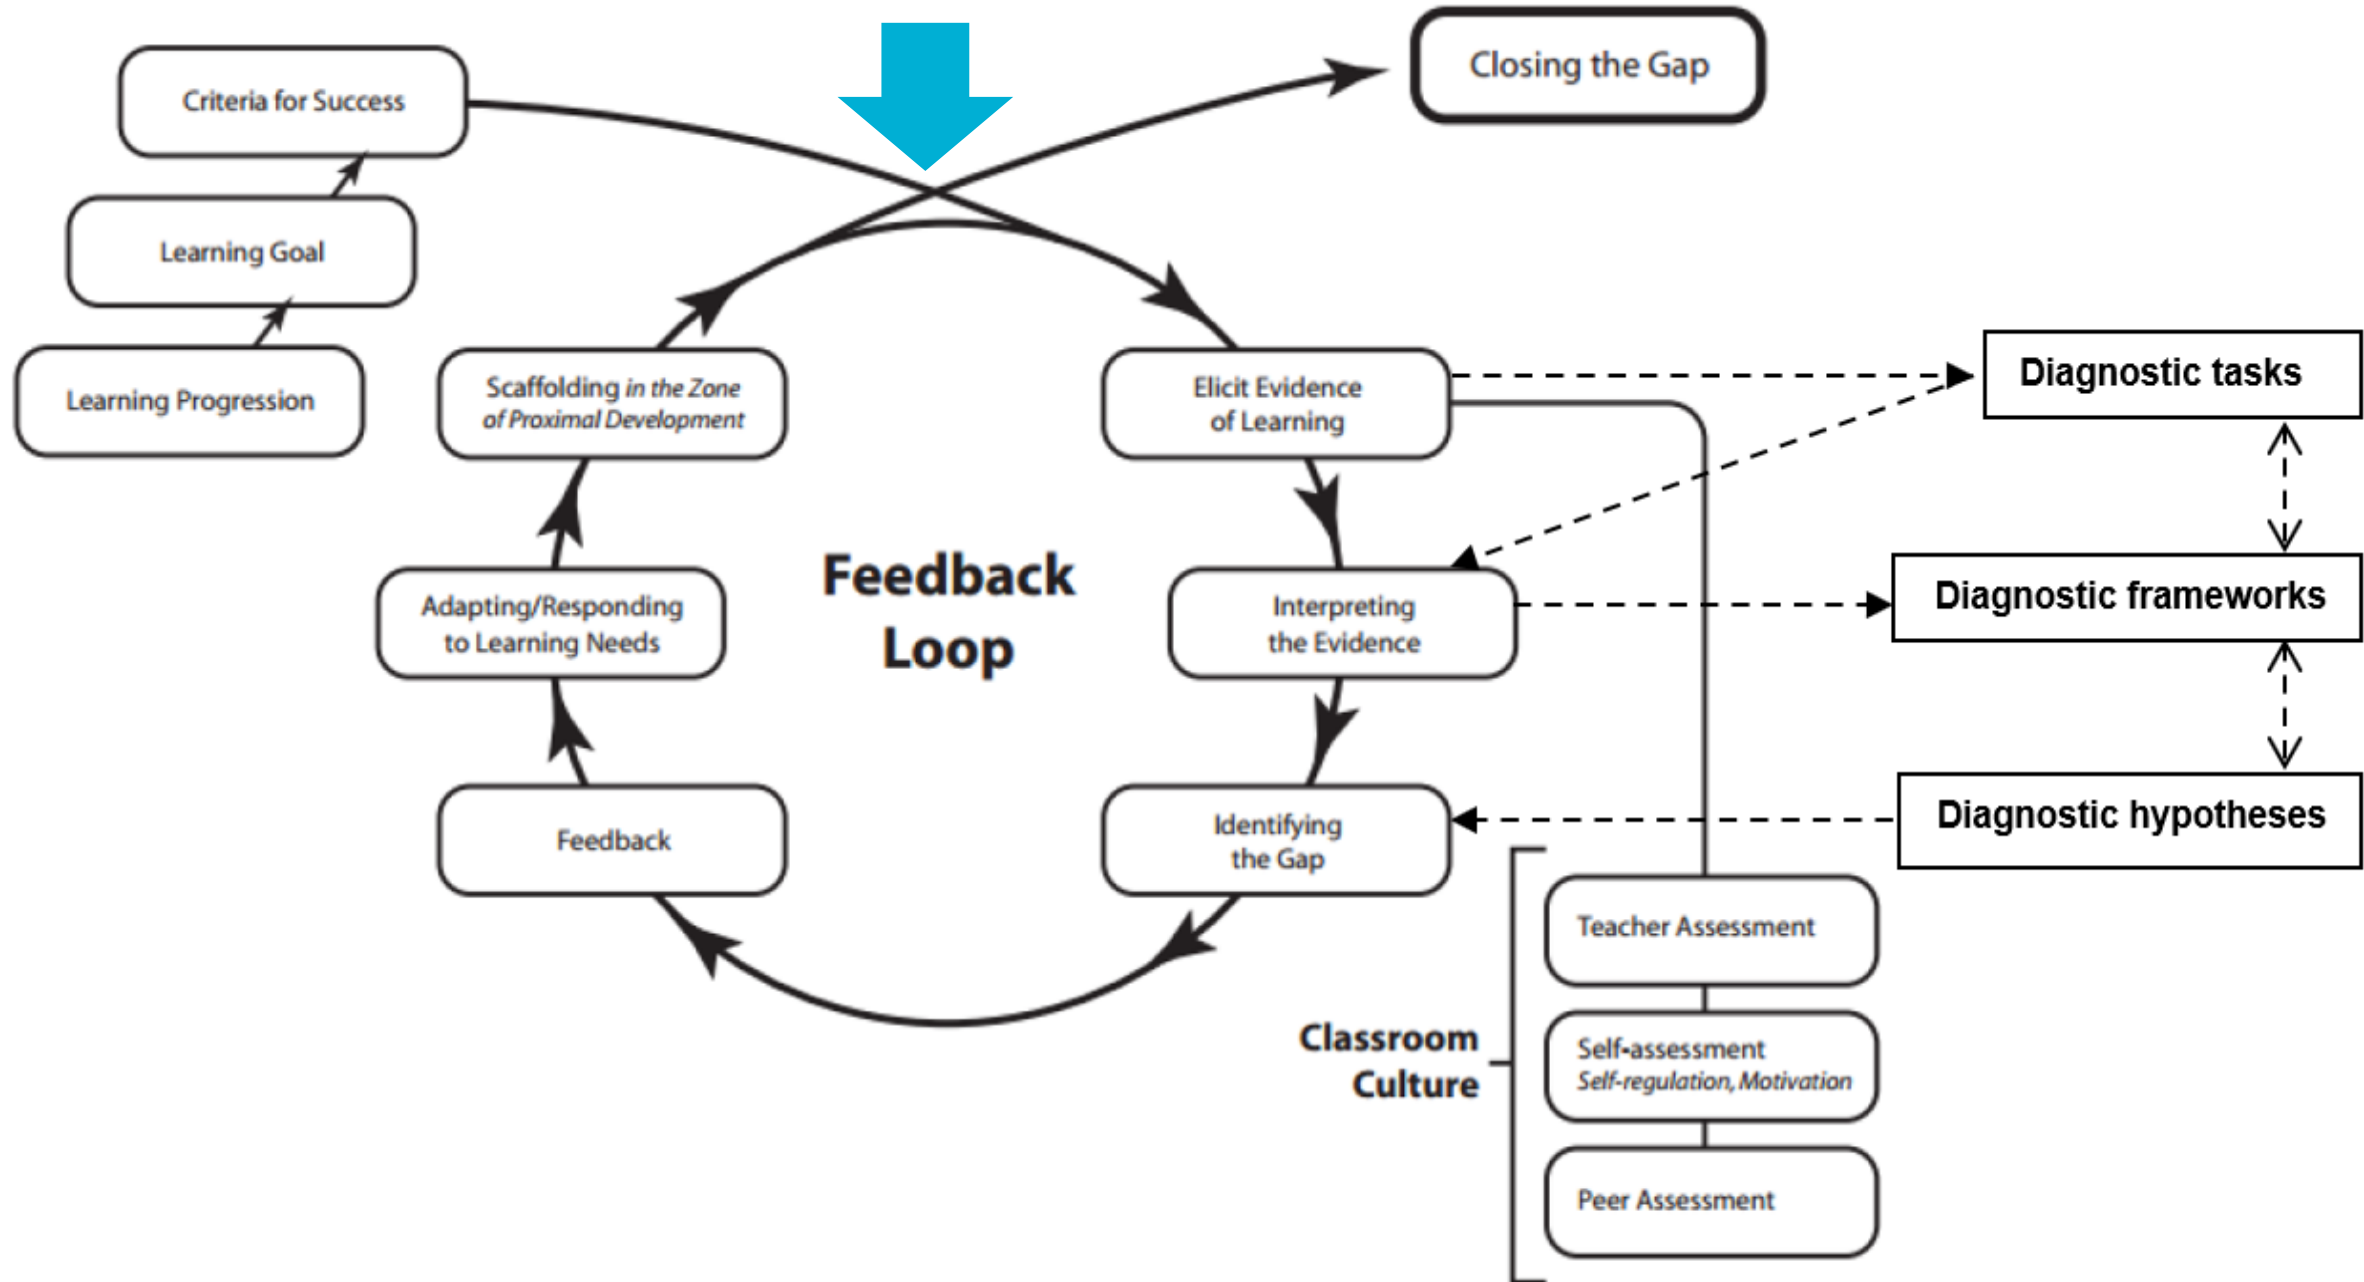 Criteria for Success
Closing the Gap
Learning Goal
Learning Progression
Scaffolding in the Zone
of Proximal Development
Elicit Evidence
of Learning
Diagnostic tasks
Feedback
Loop
Adapting/Responding
to Learning Needs
Interpreting
the Evidence
Diagnostic frameworks
Feedback
Identifying
the Gap
Diagnostic hypotheses
Classroom
Culture
Teacher Assessment
Self-assessment
Self-regulation, Motivation
Peer Assessment